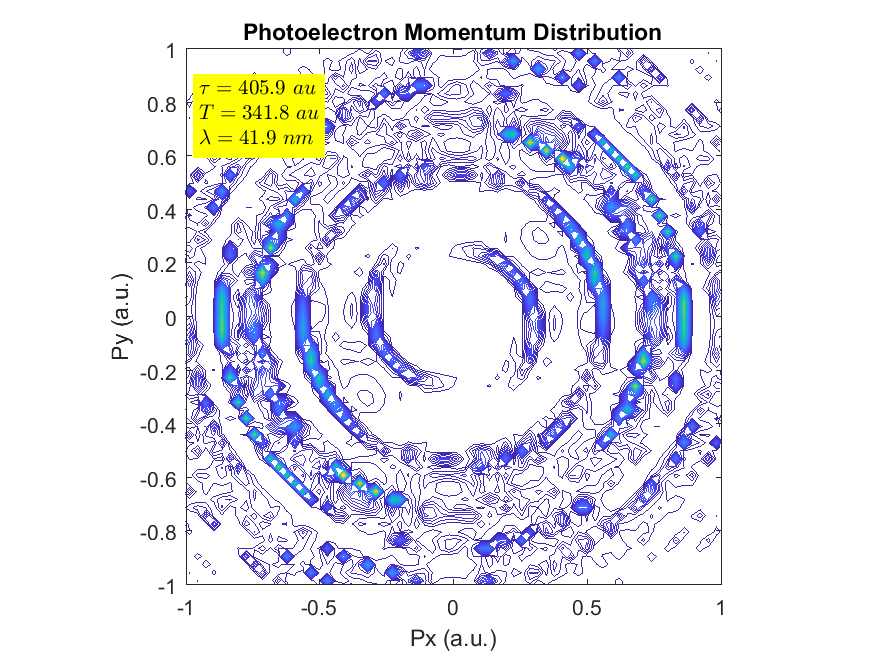 Photoelectron Momentum Distribution
τ = 405.9 au
T = 341.8 au
λ = 41.9 nm
1
0.8
0.6
0.4
0.2
0
-0.2
-0.4
-0.6
-0.8
-1
Py (a.u.)
-1 -0.5 0 0.5 1
Px (a.u.)